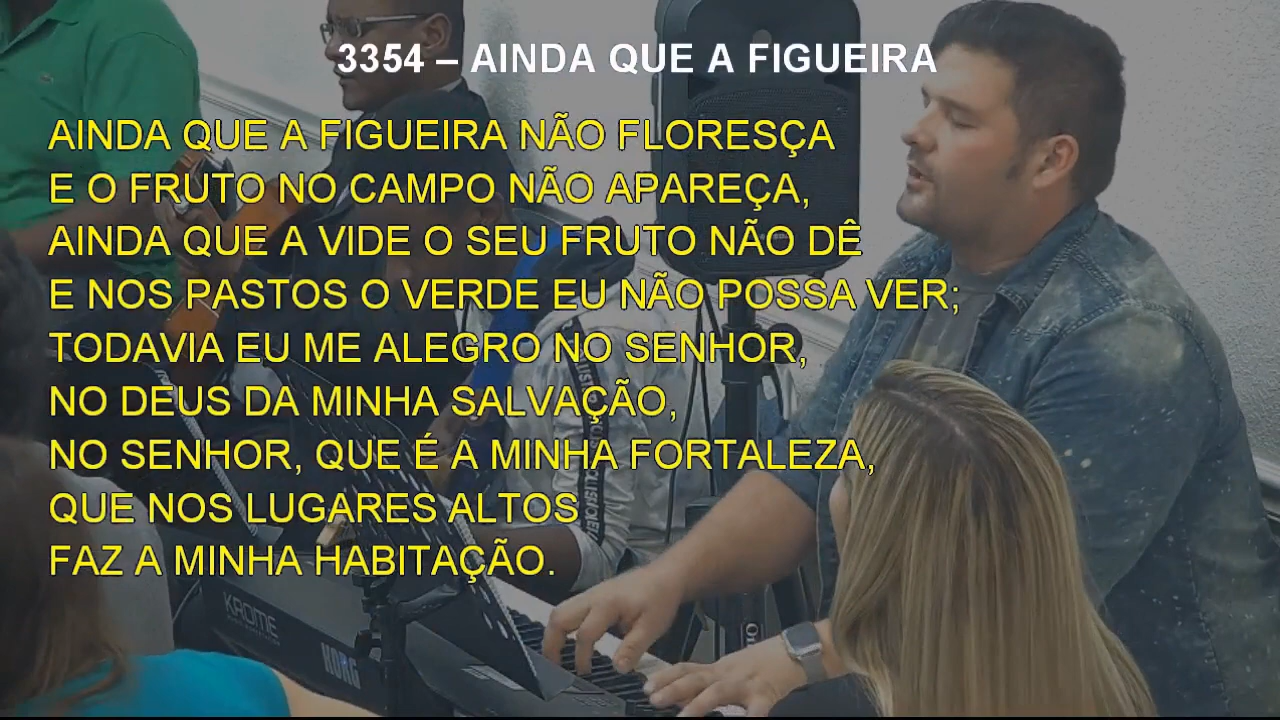 3354 – AINDA QUE A FIGUEIRA
AINDA QUE A FIGUEIRA NÃO FLORESÇA
E O FRUTO NO CAMPO NÃO APAREÇA,
AINDA QUE A VIDE O SEU FRUTO NÃO DÊ
E NOS PASTOS O VERDE EU NÃO POSSA VER;
TODAVIA EU ME ALEGRO NO SENHOR,
NO DEUS DA MINHA SALVAÇÃO,
NO SENHOR, QUE É A MINHA FORTALEZA,
QUE NOS LUGARES ALTOS
FAZ A MINHA HABITAÇÃO.
KROME
KORG